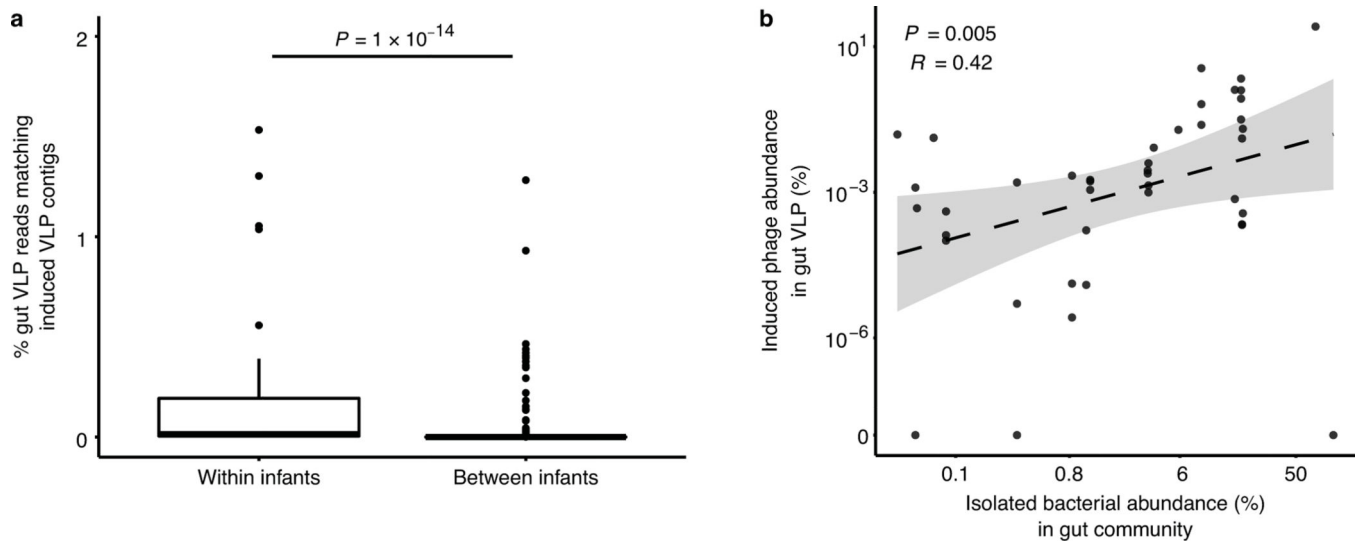 a
P = 1 × 10⁻¹⁴
% gut VLP reads matching
induced VLP contigs
2
1
0
Within infants
Between infants
b
P = 0.005
R = 0.42
Induced phage abundance
in gut VLP (%)
10¹
10⁻³
10⁻⁶
0
0.1
0.8
6
50
Isolated bacterial abundance (%)
in gut community